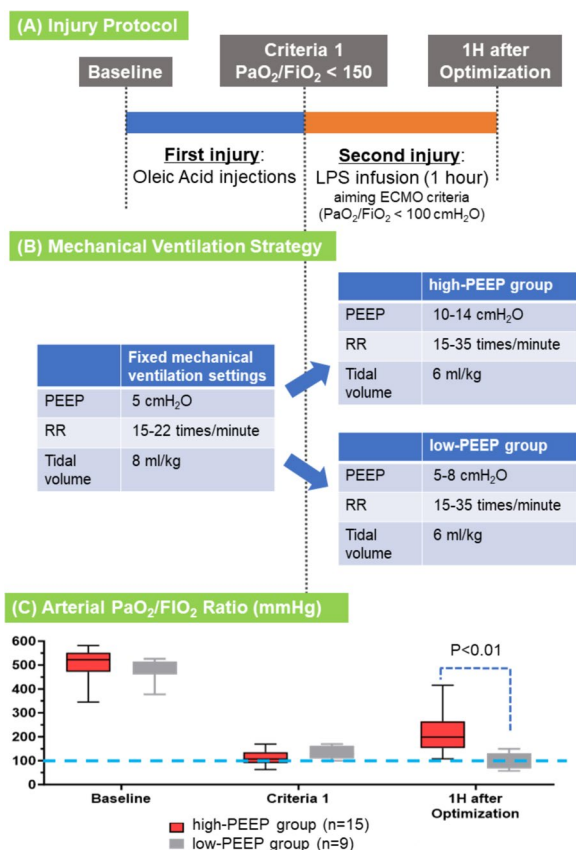 (A) Injury Protocol
Baseline
Criteria 1
PaO₂/FiO₂ < 150
1H after
Optimization
First injury:
Oleic Acid injections
Second injury:
LPS infusion (1 hour)
aiming ECMO criteria
(PaO₂/FiO₂ < 100 cmH₂O)
(B) Mechanical Ventilation Strategy
Fixed mechanical
ventilation settings
PEEP 5 cmH₂O
RR 15-22 times/minute
Tidal
volume 8 ml/kg
high-PEEP group
PEEP 10-14 cmH₂O
RR 15-35 times/minute
Tidal
volume 6 ml/kg
low-PEEP group
PEEP 5-8 cmH₂O
RR 15-35 times/minute
Tidal
volume 6 ml/kg
(C) Arterial PaO₂/FIO₂ Ratio (mmHg)
600
500
400
300
200
100
0
P<0.01
Baseline
Criteria 1
1H after
Optimization
high-PEEP group (n=15)
low-PEEP group (n=9)